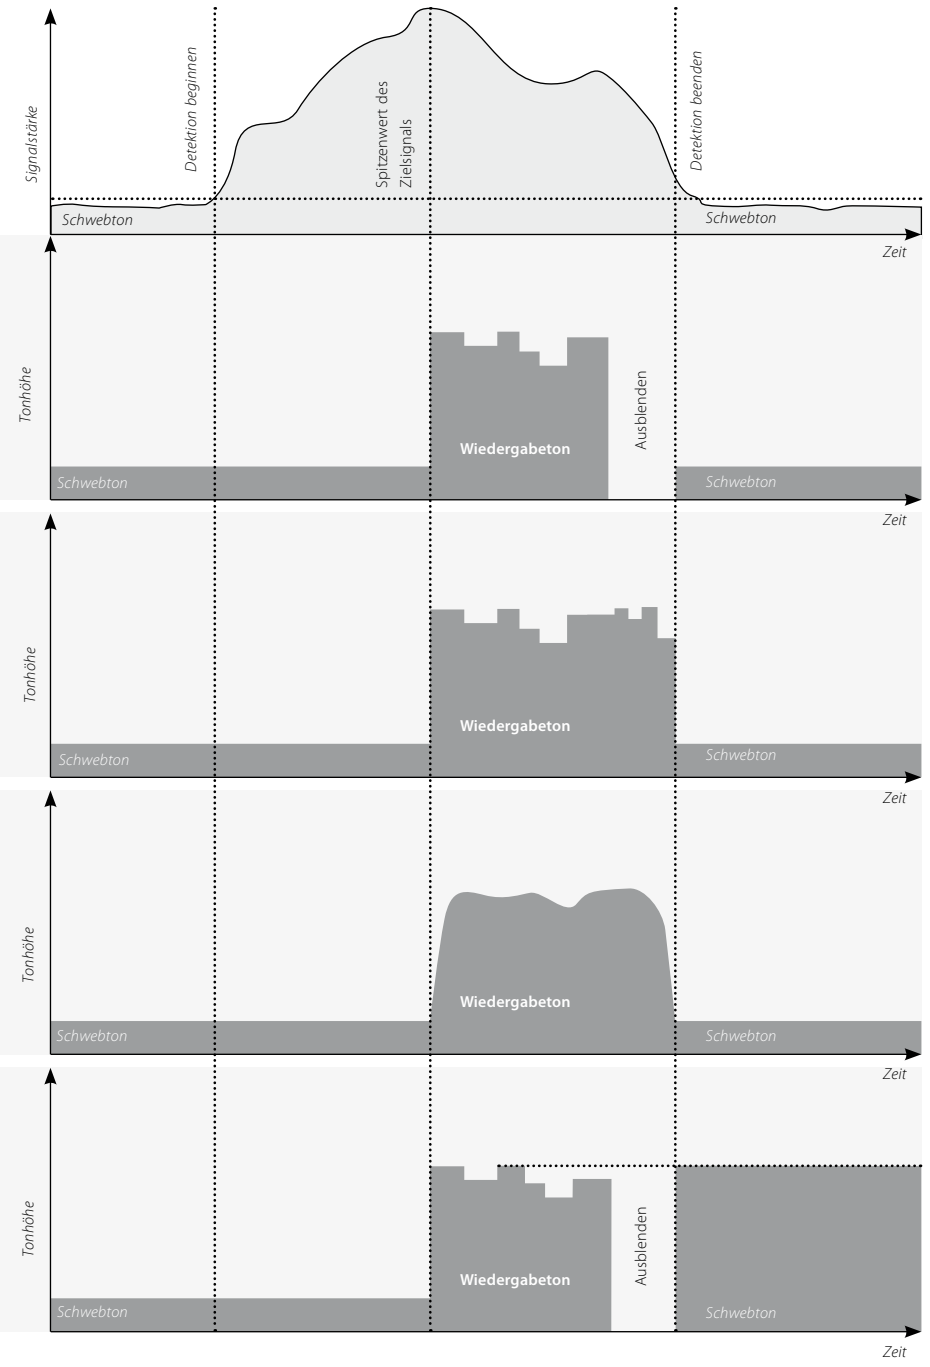 Signalstärke
Detektion beginnen
Spitzenwert des
Zielsignals
Detektion beenden
Schwebton
Schwebton
Zeit
Tonhöhe
Ausblenden
Wiedergabeton
Schwebton
Schwebton
Zeit
Tonhöhe
Wiedergabeton
Schwebton
Schwebton
Zeit
Tonhöhe
Wiedergabeton
Schwebton
Schwebton
Zeit
Tonhöhe
Ausblenden
Wiedergabeton
Schwebton
Schwebton
Zeit